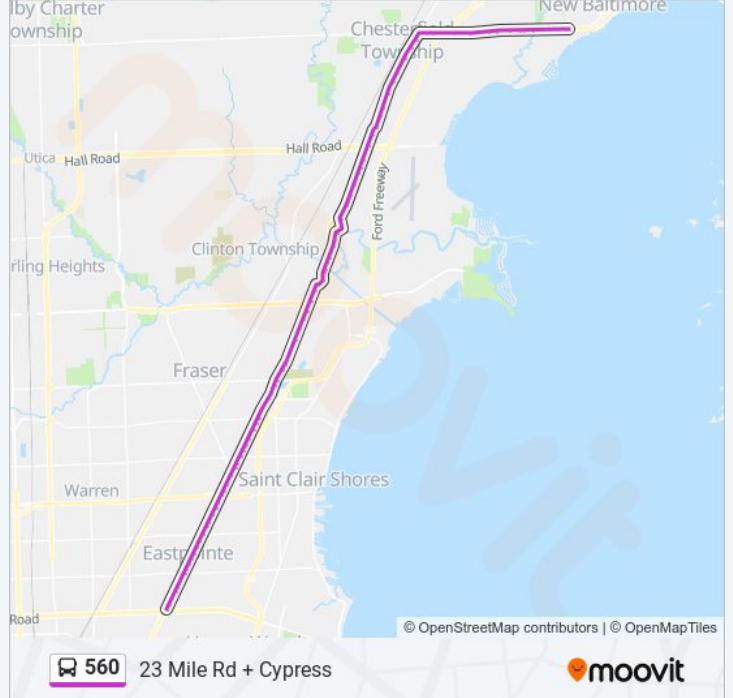 lby Charter
ownship
New Baltimore
Chesterfield
Township
Utica
Hall Road
Hall Road
Ford Freeway
Clinton Township
rling Heights
Fraser
Saint Clair Shores
Warren
Eastpointe
Road
moovit
© OpenStreetMap contributors | © OpenMapTiles
560
23 Mile Rd + Cypress
moovit